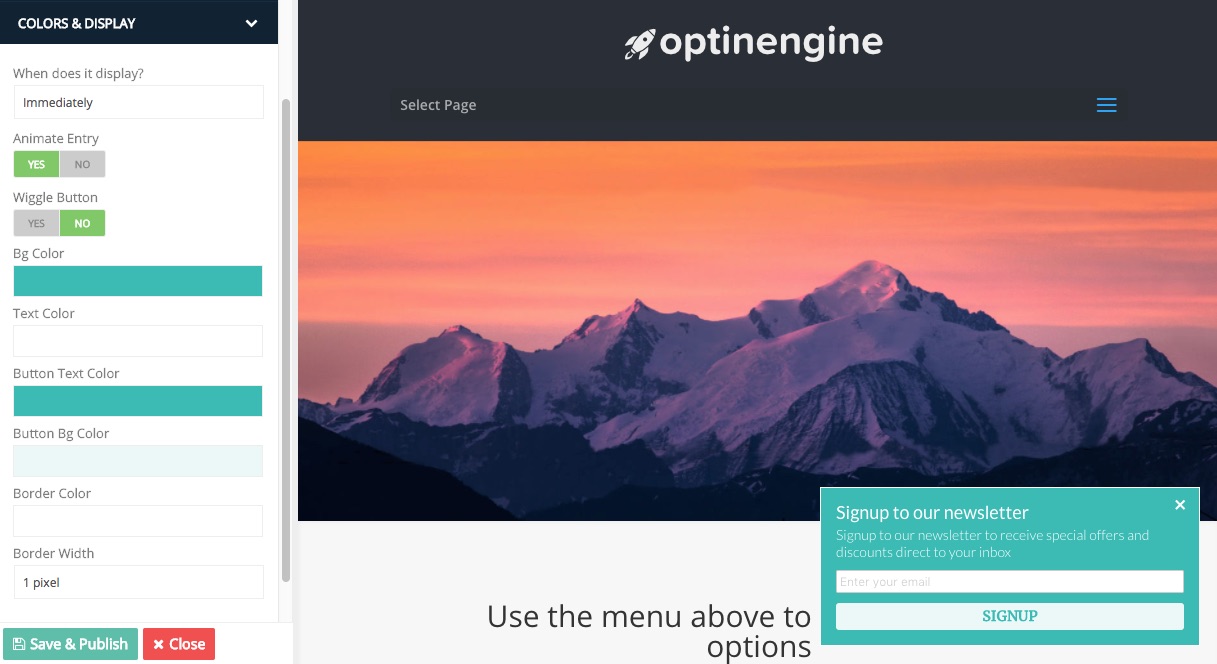 COLORS & DISPLAY
When does it display?
Immediately
Animate Entry
YES NO
Wiggle Button
YES NO
Bg Color
Text Color
Button Text Color
Button Bg Color
Border Color
Border Width
1 pixel
Save & Publish
Close
optinengine
Select Page
Use the menu above to
options
Signup to our newsletter
Signup to our newsletter to receive special offers and
discounts direct to your inbox
Enter your email
SIGNUP